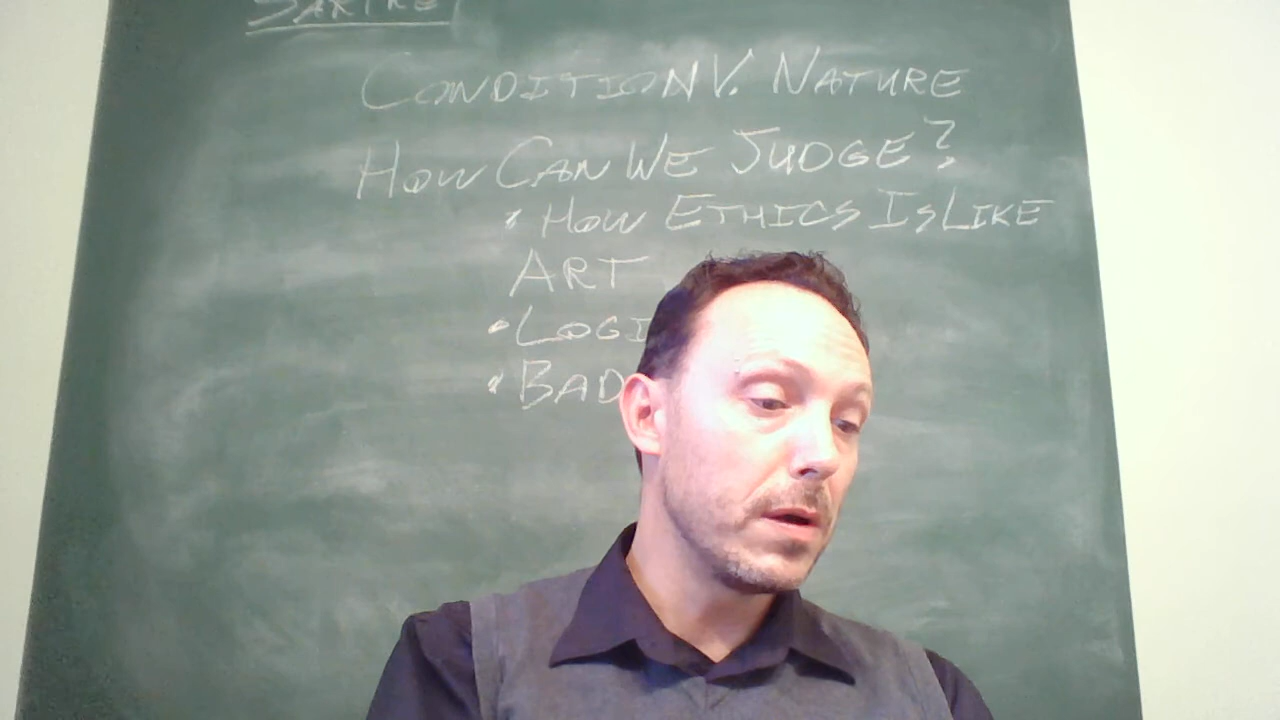 SARTRE
CONDITION V. NATURE
HOW CAN WE JUDGE?
• HOW ETHICS IS LIKE
ART
• LOGI
• BAD